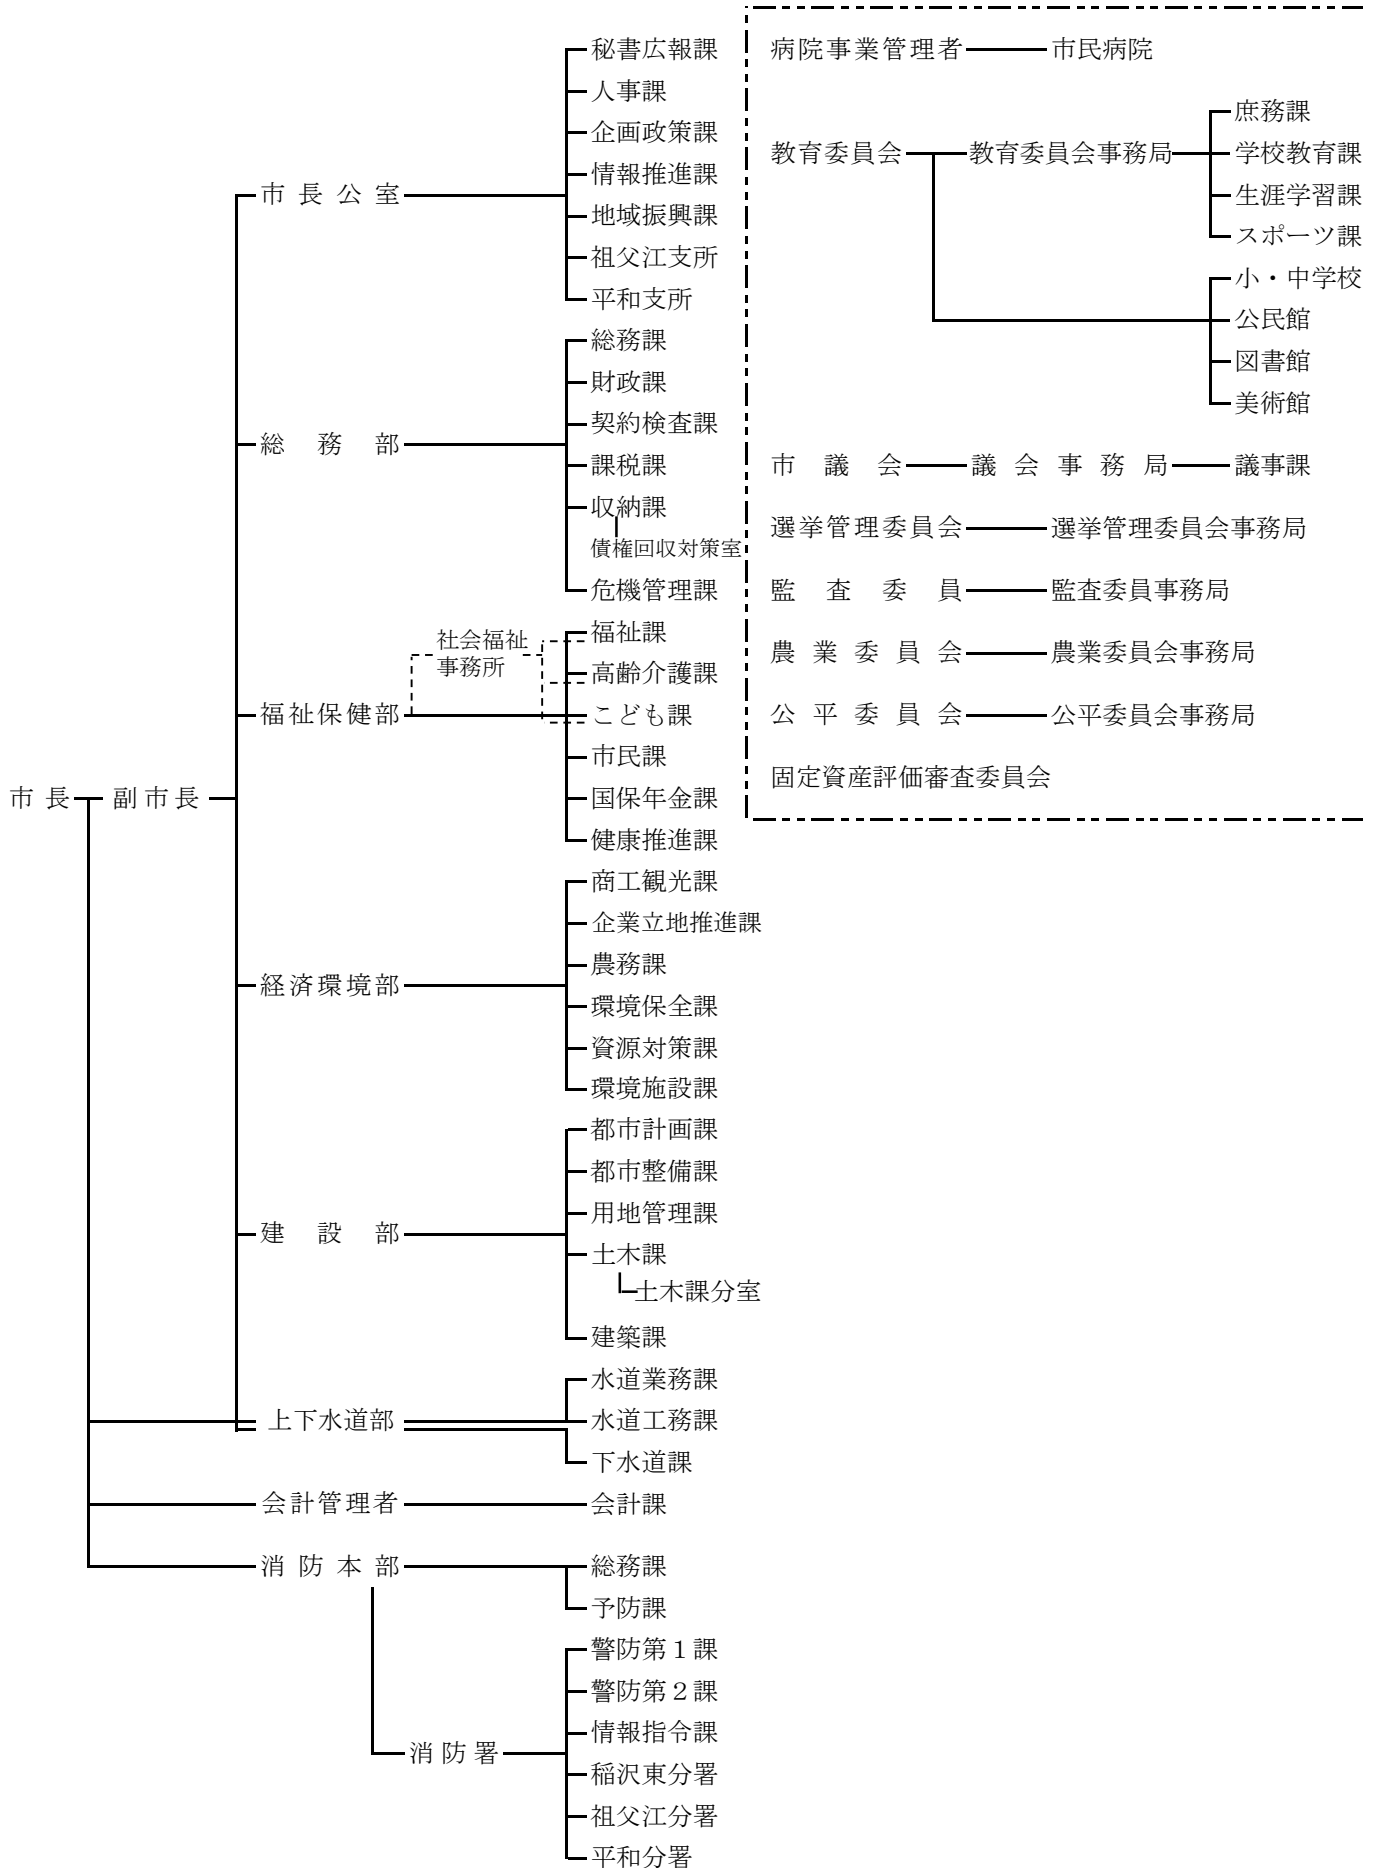 市長
副市長
市長公室
秘書広報課
人事課
企画政策課
情報推進課
地域振興課
祖父江支所
平和支所
総務部
総務課
財政課
契約検査課
課税課
収納課
債権回収対策室
危機管理課
福祉保健部
社会福祉
事務所
福祉課
高齢介護課
こども課
市民課
国保年金課
健康推進課
経済環境部
商工観光課
企業立地推進課
農務課
環境保全課
資源対策課
環境施設課
建設部
都市計画課
都市整備課
用地管理課
土木課
土木課分室
建築課
上下水道部
水道業務課
水道工務課
下水道課
会計管理者
会計課
消防本部
総務課
予防課
消防署
警防第１課
警防第２課
情報指令課
稲沢東分署
祖父江分署
平和分署
病院事業管理者
市民病院
教育委員会
教育委員会事務局
庶務課
学校教育課
生涯学習課
スポーツ課
小・中学校
公民館
図書館
美術館
市議会
議会事務局
議事課
選挙管理委員会
選挙管理委員会事務局
監査委員
監査委員事務局
農業委員会
農業委員会事務局
公平委員会
公平委員会事務局
固定資産評価審査委員会